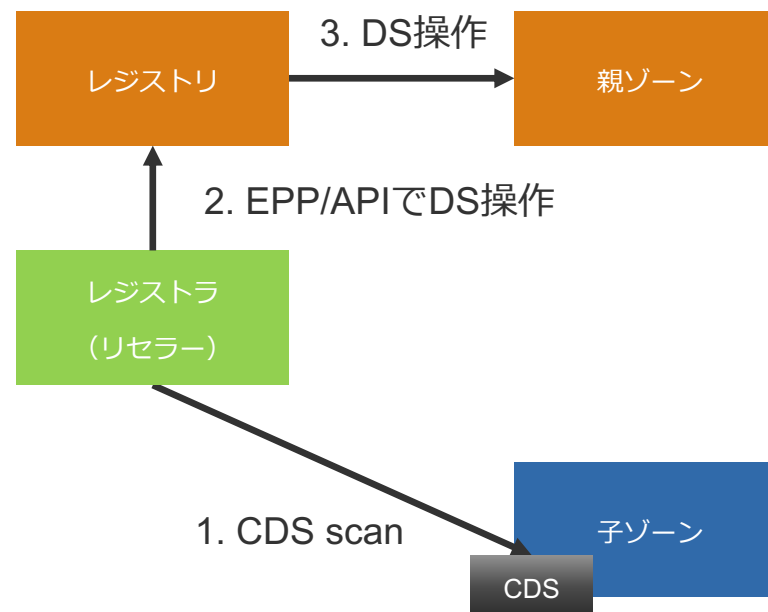 3. DS操作
レジストリ
親ゾーン
2. EPP/APIでDS操作
レジストラ
（リセラー）
1. CDS scan
子ゾーン
CDS